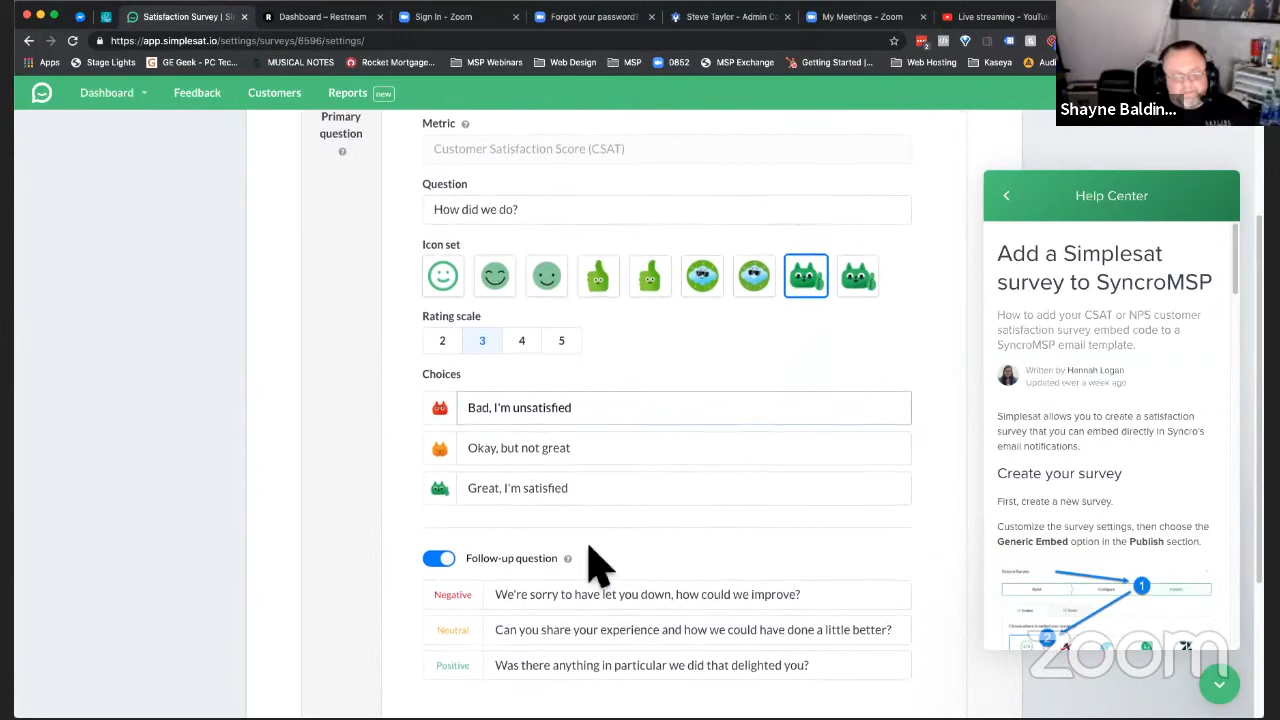 Satisfaction Survey | Si
Dashboard – Restream
Sign In - Zoom
Forgot your password?
Steve Taylor - Admin Co
My Meetings - Zoom
Live streaming - YouTu
https://app.simplesat.io/settings/surveys/6596/settings/
2
Apps
Stage Lights
GE Geek - PC Tec...
MUSICAL NOTES
Rocket Mortgage...
MSP Webinars
Web Design
MSP
0852
MSP Exchange
Getting Started |...
Web Hosting
Kaseya
Shayne Baldin...
Dashboard
Feedback
Customers
Reports new
Primary
question
Metric
Customer Satisfaction Score (CSAT)
Question
How did we do?
Icon set
Rating scale
2 3 4 5
Choices
Bad, I'm unsatisfied
Okay, but not great
Great, I'm satisfied
Follow-up question
Negative We're sorry to have let you down, how could we improve?
Neutral Can you share your experience and how we could have done a little better?
Positive Was there anything in particular we did that delighted you?
Help Center
Add a Simplesat
survey to SyncroMSP
How to add your CSAT or NPS customer
satisfaction survey embed code to a
SyncroMSP email template.
Written by Hannah Logan
Updated over a week ago
Simplesat allows you to create a satisfaction
survey that you can embed directly in Syncro's
email notifications.
Create your survey
First, create a new survey.
Customize the survey settings, then choose the
Generic Embed option in the Publish section.
1
2
zoom